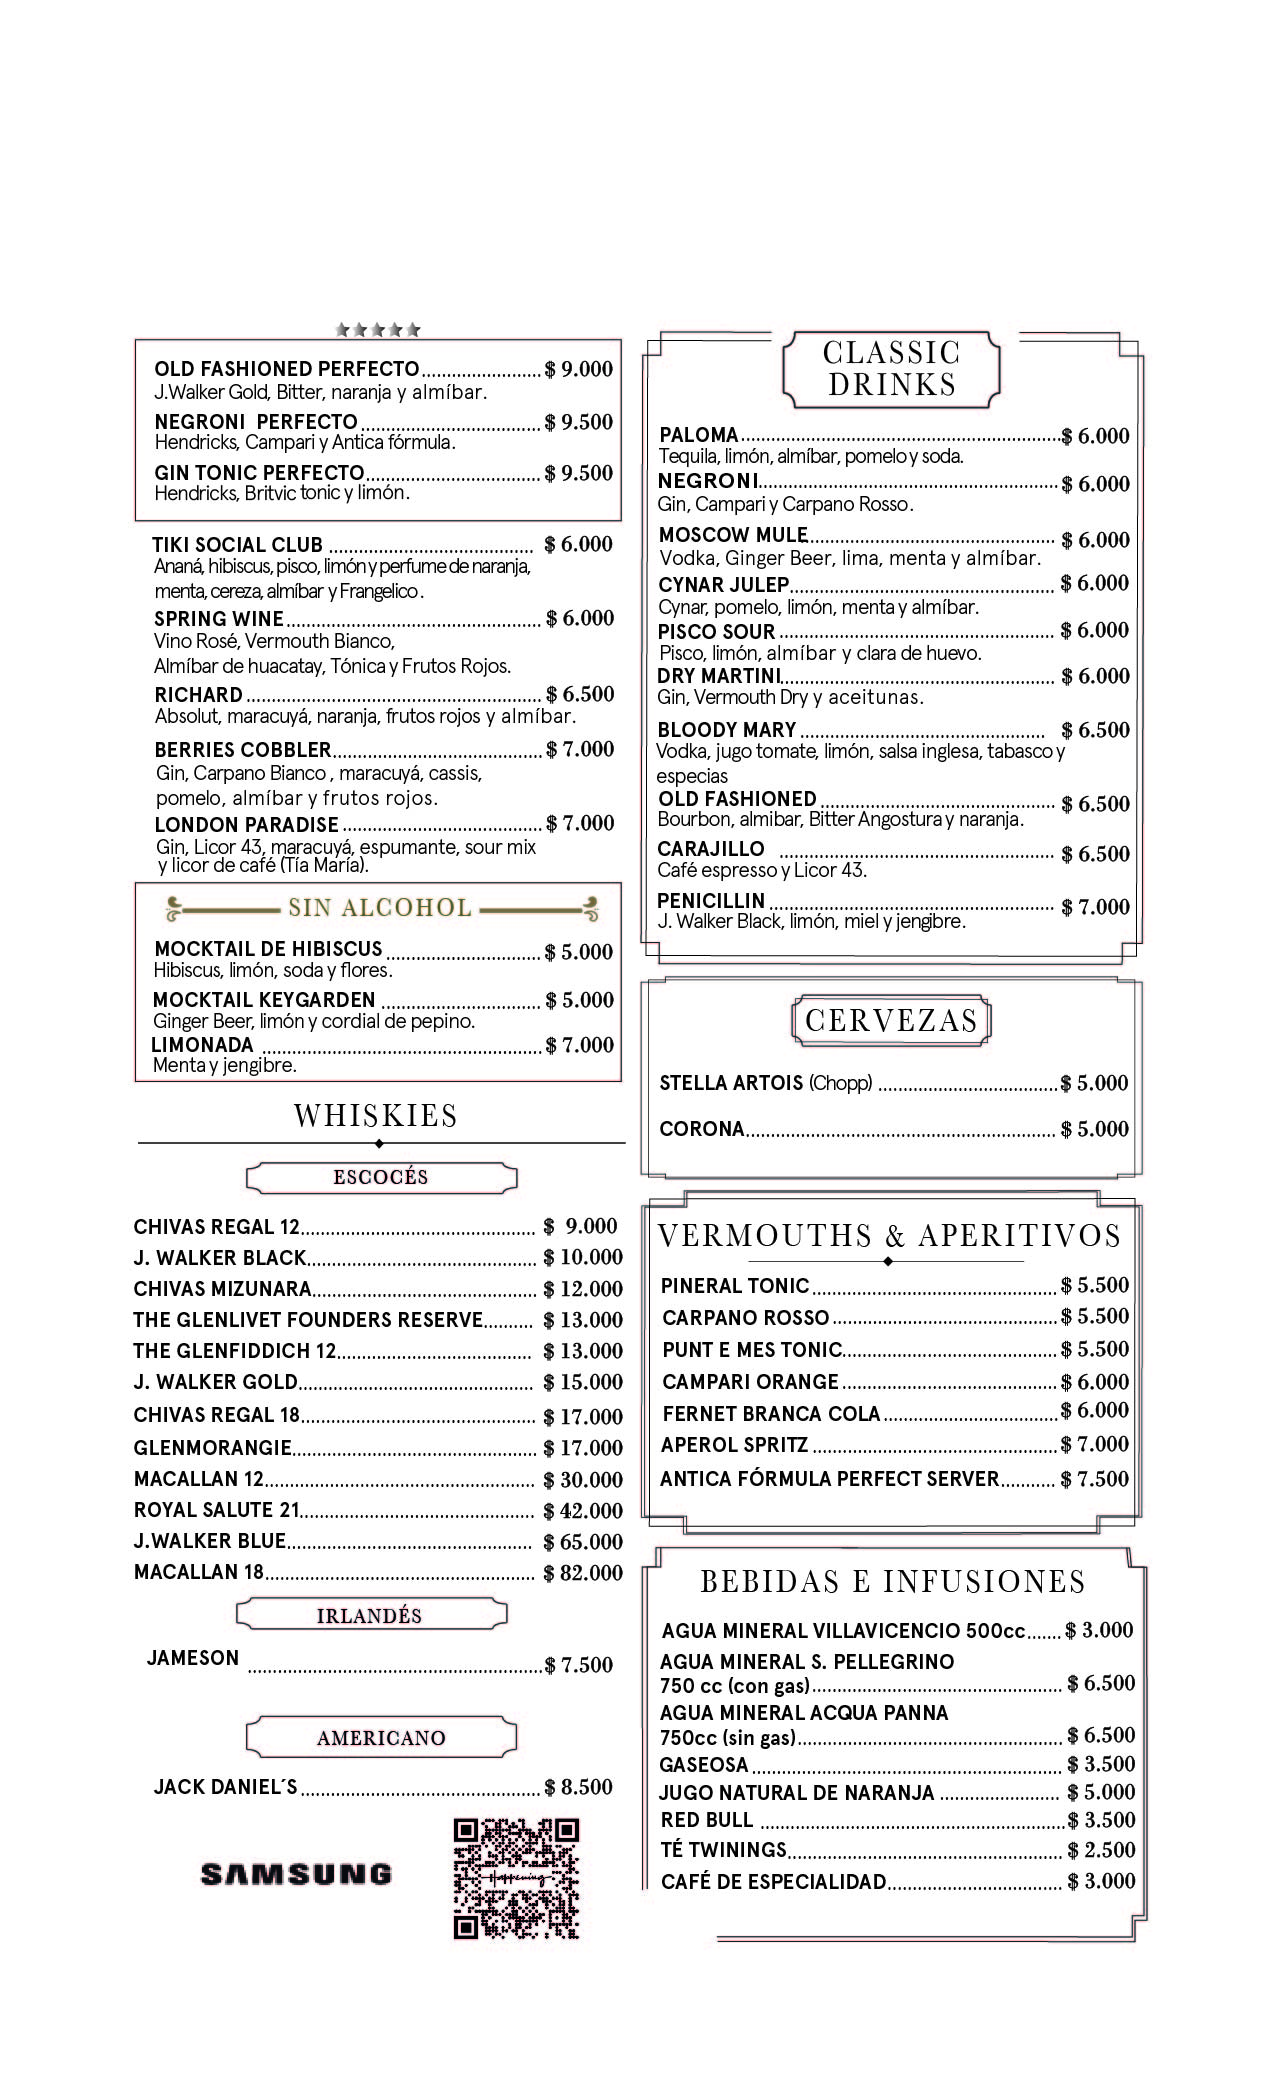 OLD FASHIONED PERFECTO $ 9.000
J.Walker Gold, Bitter, naranja y almíbar.
NEGRONI PERFECTO $ 9.500
Hendricks, Campari y Antica fórmula.
GIN TONIC PERFECTO $ 9.500
Hendricks, Britvic tonic y limón.
TIKI SOCIAL CLUB $ 6.000
Ananá, hibiscus, pisco, limón y perfume de naranja,
menta, cereza, almíbar y Frangelico.
SPRING WINE $ 6.000
Vino Rosé, Vermouth Bianco,
Almíbar de huacatay, Tónica y Frutos Rojos.
RICHARD $ 6.500
Absolut, maracuyá, naranja, frutos rojos y almíbar.
BERRIES COBBLER $ 7.000
Gin, Carpano Bianco , maracuyá, cassis,
pomelo, almíbar y frutos rojos.
LONDON PARADISE $ 7.000
Gin, Licor 43, maracuyá, espumante, sour mix
y licor de café (Tía María).
SIN ALCOHOL
MOCKTAIL DE HIBISCUS $ 5.000
Hibiscus, limón, soda y flores.
MOCKTAIL KEYGARDEN $ 5.000
Ginger Beer, limón y cordial de pepino.
LIMONADA $ 7.000
Menta y jengibre.
WHISKIES
ESCOCÉS
CHIVAS REGAL 12 $ 9.000
J. WALKER BLACK $ 10.000
CHIVAS MIZUNARA $ 12.000
THE GLENLIVET FOUNDERS RESERVE $ 13.000
THE GLENFIDDICH 12 $ 13.000
J. WALKER GOLD $ 15.000
CHIVAS REGAL 18 $ 17.000
GLENMORANGIE $ 17.000
MACALLAN 12 $ 30.000
ROYAL SALUTE 21 $ 42.000
J.WALKER BLUE $ 65.000
MACALLAN 18 $ 82.000
IRLANDÉS
JAMESON $ 7.500
AMERICANO
JACK DANIEL´S $ 8.500
SAMSUNG
Happening
CLASSIC
DRINKS
PALOMA $ 6.000
Tequila, limón, almíbar, pomelo y soda.
NEGRONI $ 6.000
Gin, Campari y Carpano Rosso.
MOSCOW MULE $ 6.000
Vodka, Ginger Beer, lima, menta y almíbar.
CYNAR JULEP $ 6.000
Cynar, pomelo, limón, menta y almíbar.
PISCO SOUR $ 6.000
Pisco, limón, almíbar y clara de huevo.
DRY MARTINI $ 6.000
Gin, Vermouth Dry y aceitunas.
BLOODY MARY $ 6.500
Vodka, jugo tomate, limón, salsa inglesa, tabasco y
especias
OLD FASHIONED $ 6.500
Bourbon, almibar, Bitter Angostura y naranja.
CARAJILLO $ 6.500
Café espresso y Licor 43.
PENICILLIN $ 7.000
J. Walker Black, limón, miel y jengibre.
CERVEZAS
STELLA ARTOIS (Chopp) $ 5.000
CORONA $ 5.000
VERMOUTHS & APERITIVOS
PINERAL TONIC $ 5.500
CARPANO ROSSO $ 5.500
PUNT E MES TONIC $ 5.500
CAMPARI ORANGE $ 6.000
FERNET BRANCA COLA $ 6.000
APEROL SPRITZ $ 7.000
ANTICA FÓRMULA PERFECT SERVER $ 7.500
BEBIDAS E INFUSIONES
AGUA MINERAL VILLAVICENCIO 500cc $ 3.000
AGUA MINERAL S. PELLEGRINO
750 cc (con gas) $ 6.500
AGUA MINERAL ACQUA PANNA
750cc (sin gas) $ 6.500
GASEOSA $ 3.500
JUGO NATURAL DE NARANJA $ 5.000
RED BULL $ 3.500
TÉ TWININGS $ 2.500
CAFÉ DE ESPECIALIDAD $ 3.000